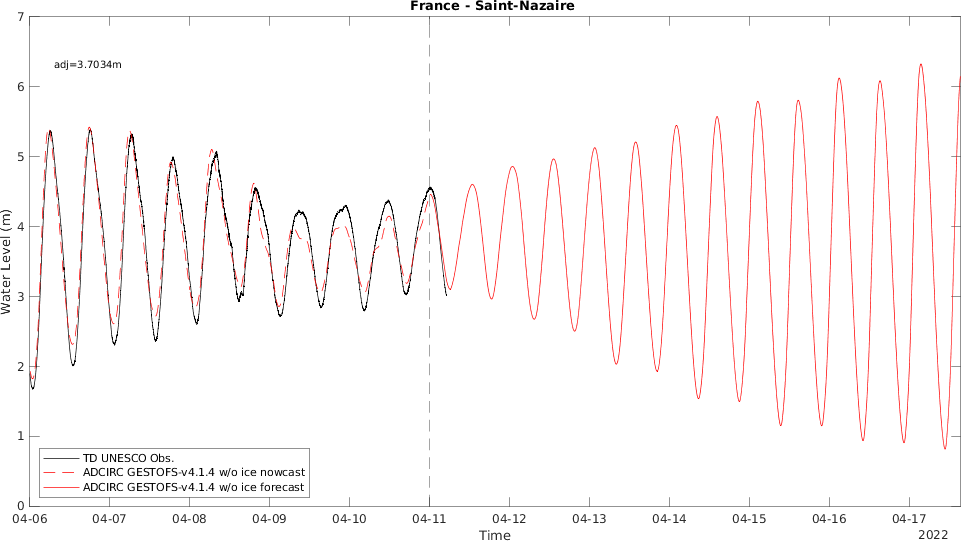 France - Saint-Nazaire
adj=3.7034m
Water Level (m)
7
6
5
4
3
2
1
0
TD UNESCO Obs.
ADCIRC GESTOFS-v4.1.4 w/o ice nowcast
ADCIRC GESTOFS-v4.1.4 w/o ice forecast
04-06 04-07 04-08 04-09 04-10 04-11 04-12 04-13 04-14 04-15 04-16 04-17
Time
2022